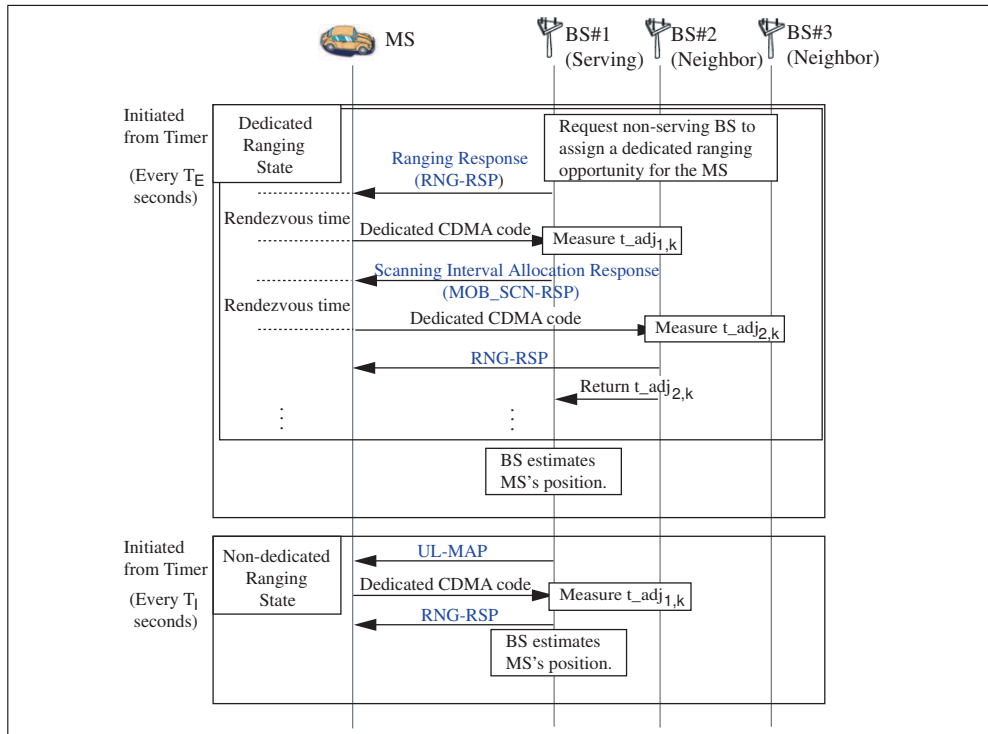 MS
BS#1
(Serving)
BS#2
(Neighbor)
BS#3
(Neighbor)
Initiated
from Timer
(Every T_E
seconds)
Dedicated
Ranging
State
Request non-serving BS to
assign a dedicated ranging
opportunity for the MS
Ranging Response
(RNG-RSP)
Rendezvous time
Dedicated CDMA code
Measure t_adj1,k
Scanning Interval Allocation Response
(MOB_SCN-RSP)
Rendezvous time
Dedicated CDMA code
Measure t_adj2,k
RNG-RSP
Return t_adj2,k
BS estimates
MS's position.
Initiated
from Timer
(Every T_I
seconds)
Non-dedicated
Ranging
State
UL-MAP
Dedicated CDMA code
Measure t_adj1,k
RNG-RSP
BS estimates
MS's position.